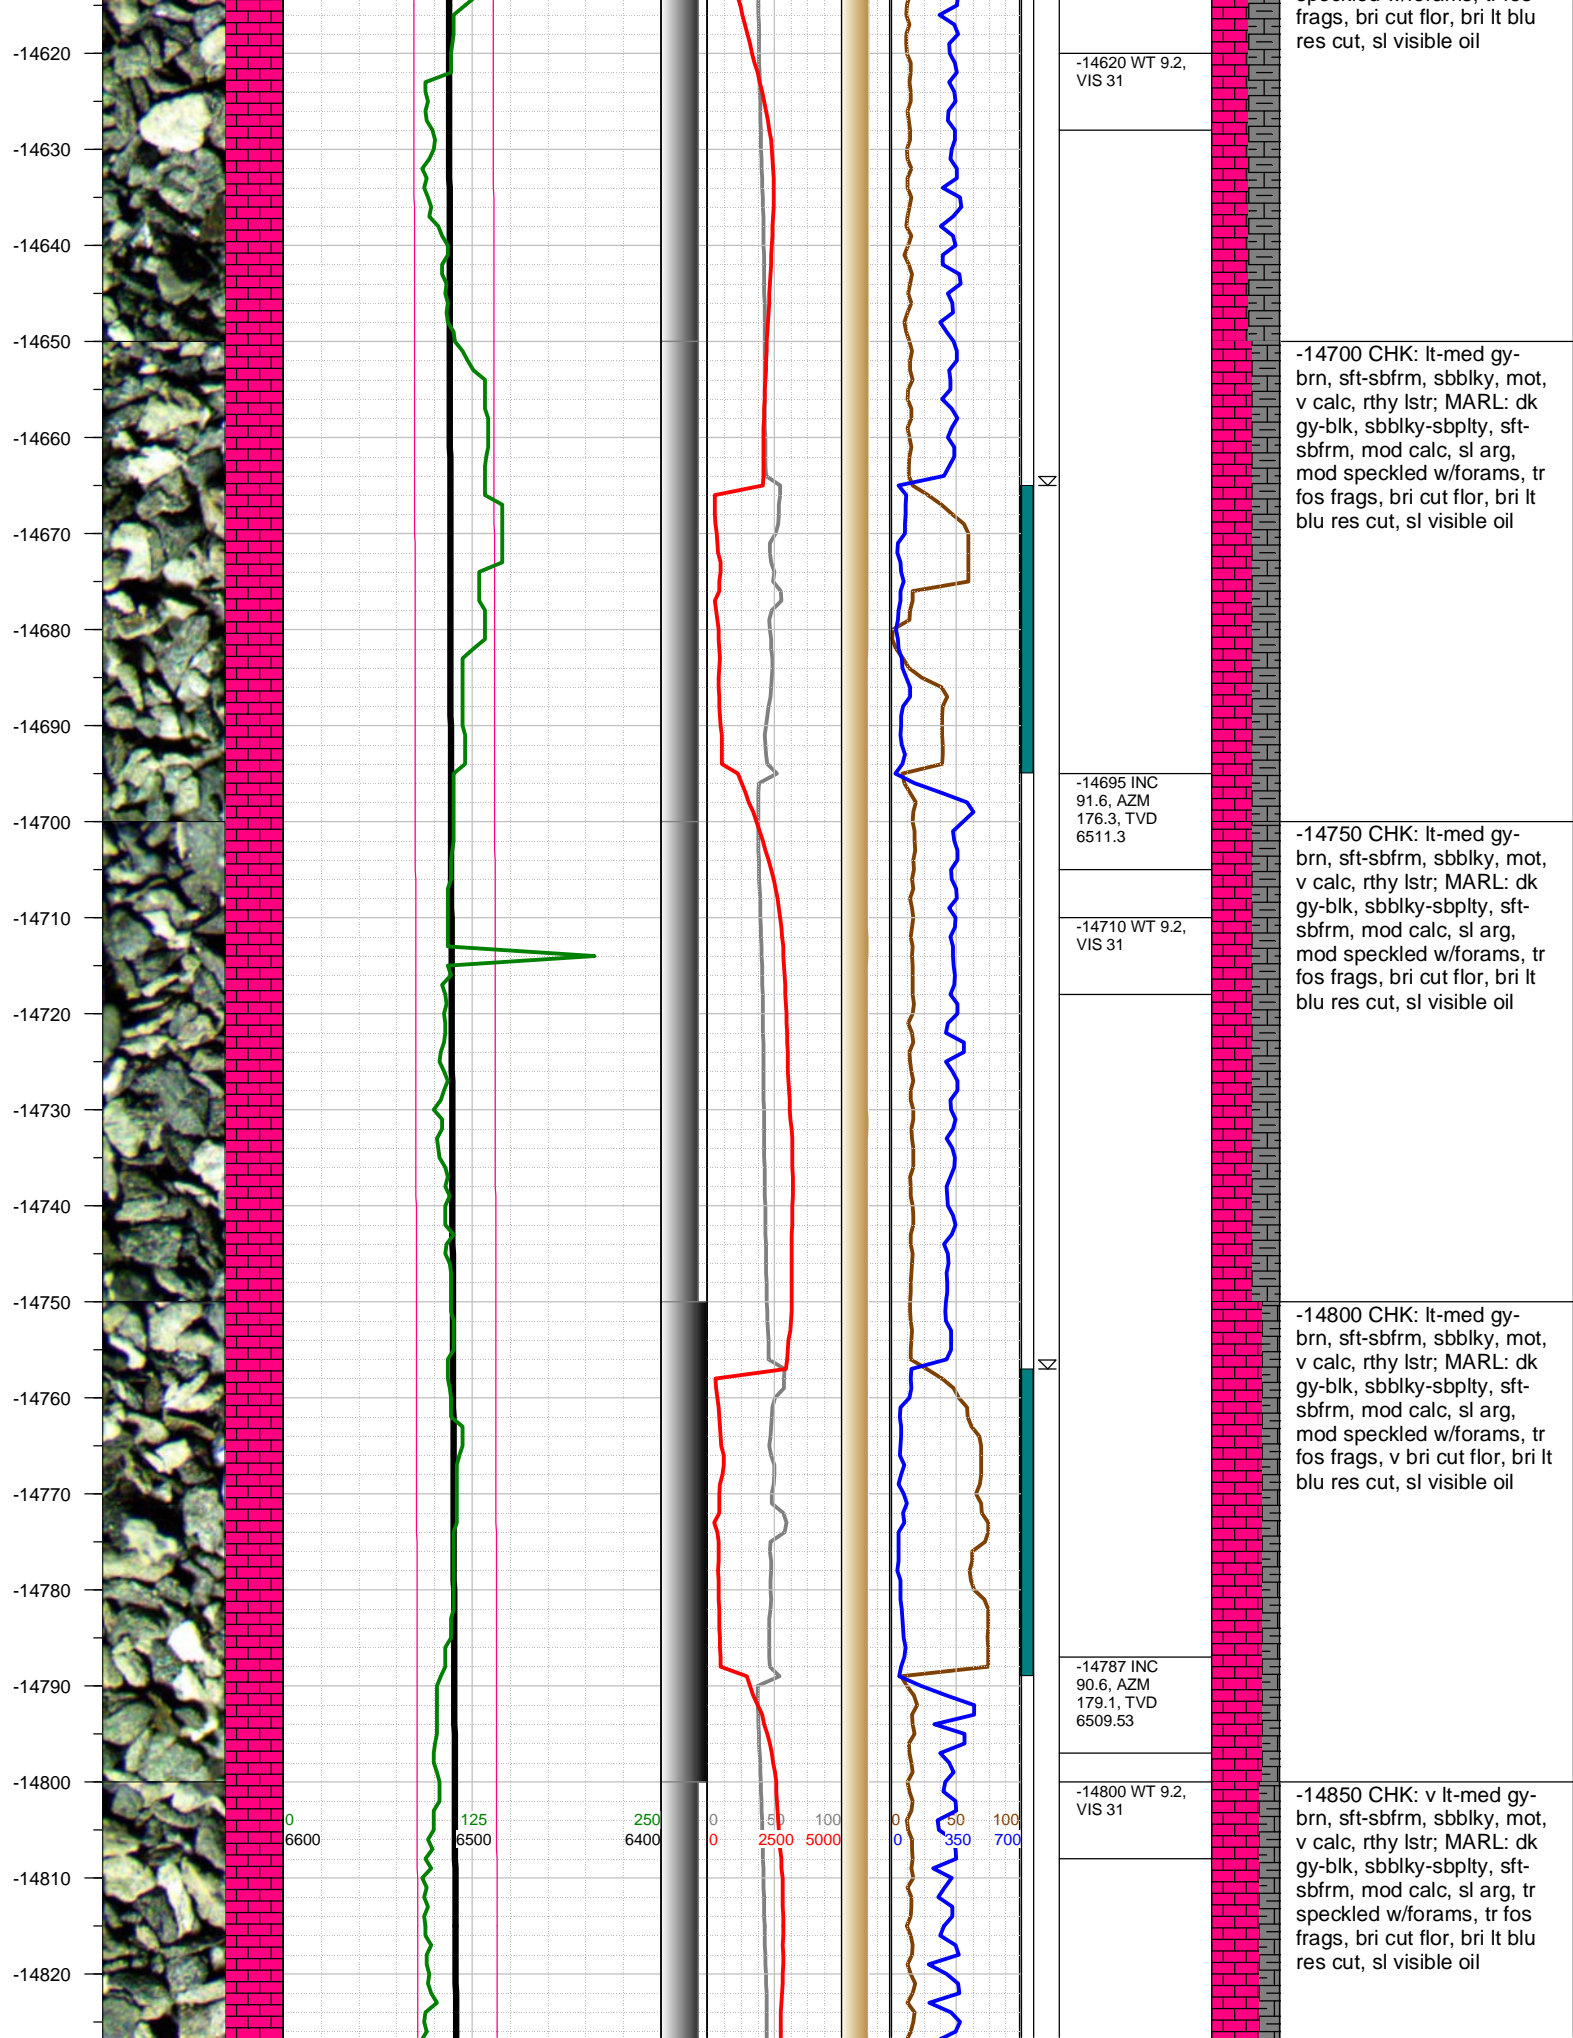 -14620
-14630
-14640
-14650
-14660
-14670
-14680
-14690
-14700
-14710
-14720
-14730
-14740
-14750
-14760
-14770
-14780
-14790
-14800
-14810
-14820
0 125 250
6600 6500 6400
0 50 100
0 2500 5000
0 50 100
0 350 700
-14620 WT 9.2,
VIS 31
-14695 INC
91.6, AZM
176.3, TVD
6511.3
-14710 WT 9.2,
VIS 31
-14787 INC
90.6, AZM
179.1, TVD
6509.53
-14800 WT 9.2,
VIS 31
frags, bri cut flor, bri lt blu
res cut, sl visible oil
-14700 CHK: lt-med gy-
brn, sft-sbfrm, sbblky, mot,
v calc, rthy lstr; MARL: dk
gy-blk, sbblky-sbplty, sft-
sbfrm, mod calc, sl arg,
mod speckled w/forams, tr
fos frags, bri cut flor, bri lt
blu res cut, sl visible oil
-14750 CHK: lt-med gy-
brn, sft-sbfrm, sbblky, mot,
v calc, rthy lstr; MARL: dk
gy-blk, sbblky-sbplty, sft-
sbfrm, mod calc, sl arg,
mod speckled w/forams, tr
fos frags, bri cut flor, bri lt
blu res cut, sl visible oil
-14800 CHK: lt-med gy-
brn, sft-sbfrm, sbblky, mot,
v calc, rthy lstr; MARL: dk
gy-blk, sbblky-sbplty, sft-
sbfrm, mod calc, sl arg,
mod speckled w/forams, tr
fos frags, v bri cut flor, bri lt
blu res cut, sl visible oil
-14850 CHK: v lt-med gy-
brn, sft-sbfrm, sbblky, mot,
v calc, rthy lstr; MARL: dk
gy-blk, sbblky-sbplty, sft-
sbfrm, mod calc, sl arg, tr
speckled w/forams, tr fos
frags, bri cut flor, bri lt blu
res cut, sl visible oil